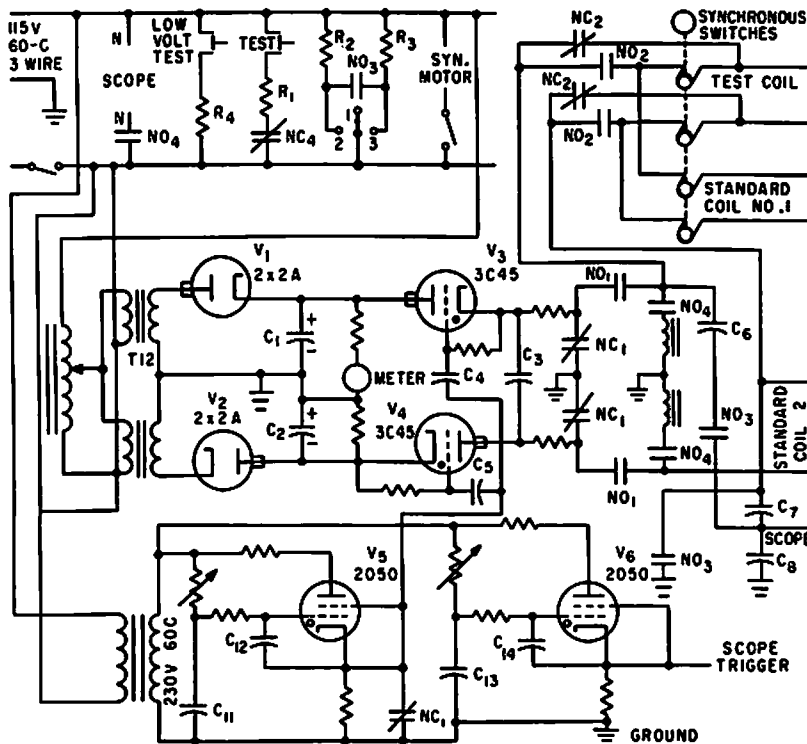 115V
60-C
3 WIRE
N
SCOPE
N
NO4
LOW
VOLT
TEST
R4
TEST
R1
NC4
R2
NO3
R3
1
2
3
SYN.
MOTOR
NC2
NO2
NC2
NO2
SYNCHRONOUS
SWITCHES
TEST COIL
STANDARD
COIL NO. 1
V1
2x2A
T12
C1
+
-
METER
V2
2x2A
C2
+
-
V3
3C45
C4
C3
V4
3C45
C5
NO1
NC1
NC1
NO1
NO4
NO4
C6
NO3
STANDARD
COIL 2
C7
SCOPE
C8
NO3
230V 60C
C11
C12
V5
2050
NC1
C13
C14
V6
2050
SCOPE
TRIGGER
GROUND